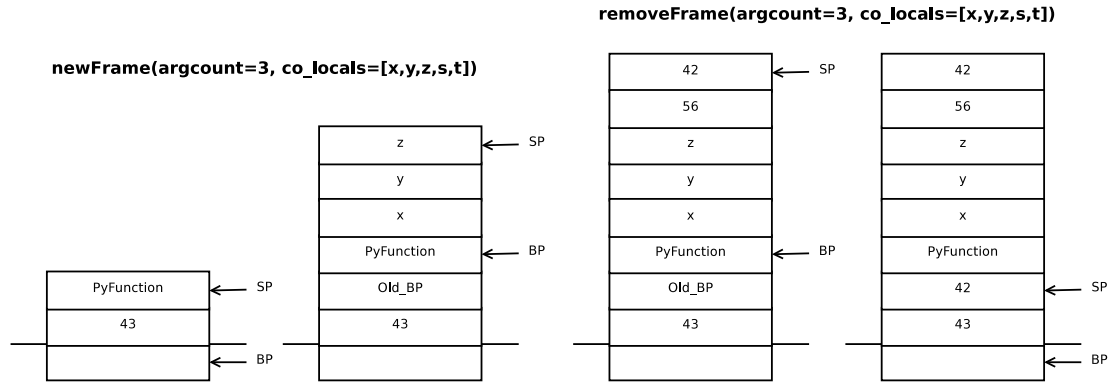 removeFrame(argcount=3, co_locals=[x,y,z,s,t])
newFrame(argcount=3, co_locals=[x,y,z,s,t])
PyFunction
SP
43
BP
z
SP
y
x
PyFunction
BP
Old_BP
43
42
SP
56
z
y
x
PyFunction
BP
Old_BP
43
42
56
z
y
x
PyFunction
42
SP
43
BP